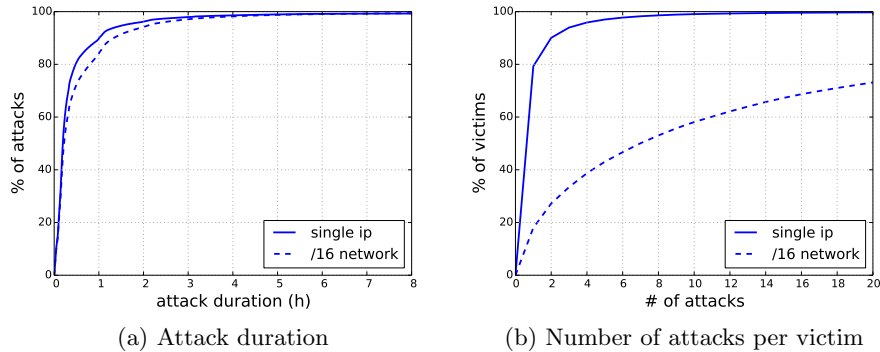 100
80
60
40
20
0
% of attacks
0 1 2 3 4 5 6 7 8
attack duration (h)
single ip
/16 network
(a) Attack duration
100
80
60
40
20
0
% of victims
0 2 4 6 8 10 12 14 16 18 20
# of attacks
single ip
/16 network
(b) Number of attacks per victim